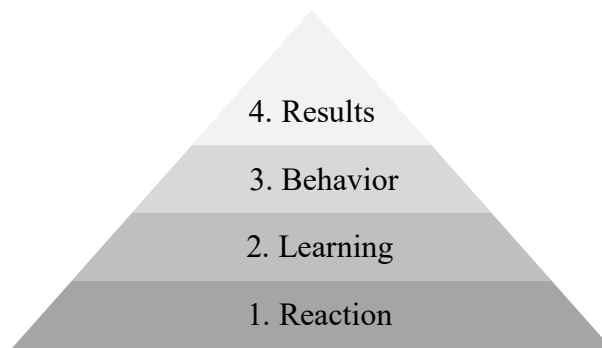 4. Results
3. Behavior
2. Learning
1. Reaction